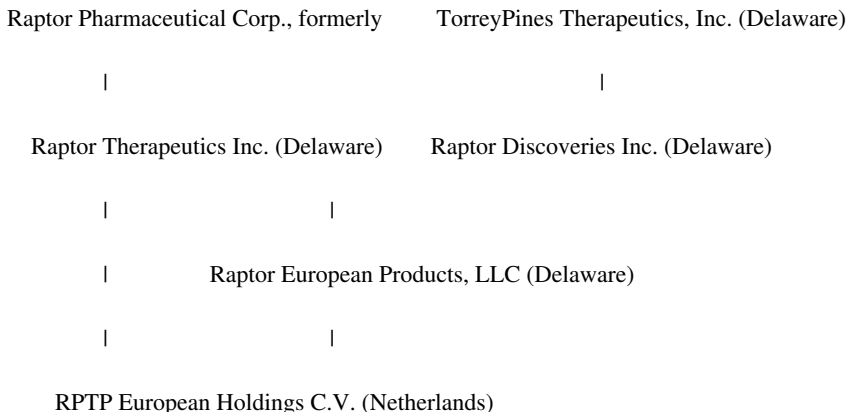 Raptor Pharmaceutical Corp., formerly TorreyPines Therapeutics, Inc. (Delaware)
| |
Raptor Therapeutics Inc. (Delaware) Raptor Discoveries Inc. (Delaware)
| |
| Raptor European Products, LLC (Delaware)
| |
RPTP European Holdings C.V. (Netherlands)